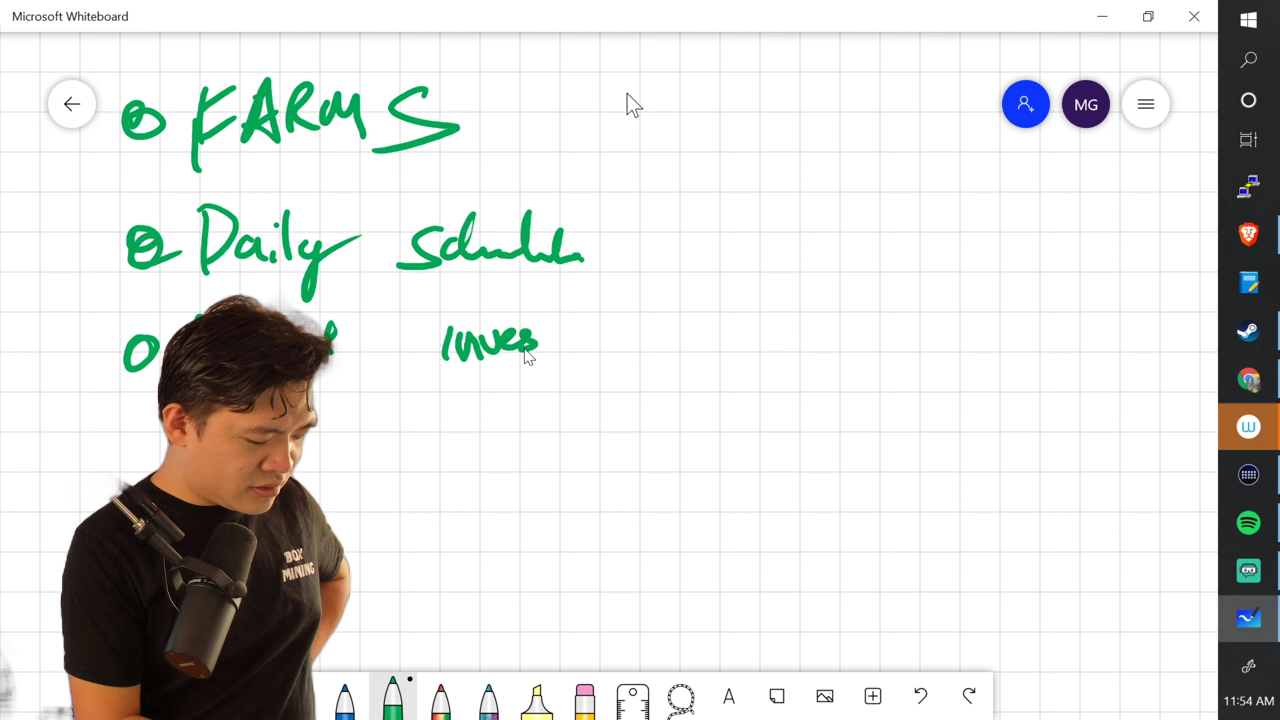 Microsoft Whiteboard
FARMS
MG
Daily Schedule
Inves
BOX
MINING
A
11:54 AM